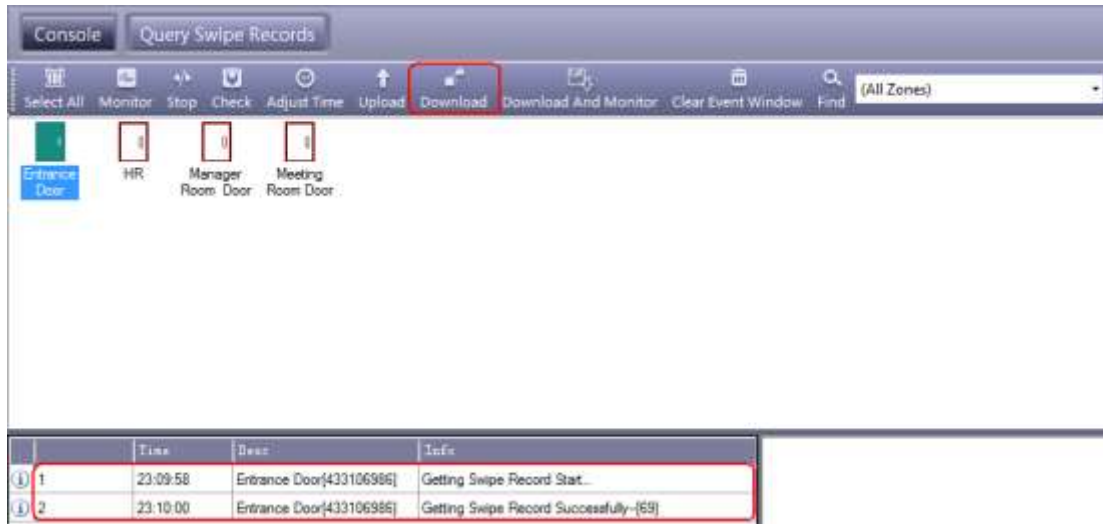 Console Query Swipe Records
Select All Monitor Stop Check Adjust Time Upload Download Download And Monitor Clear Event Window Find (All Zones)
Entrance Door
HR
Manager Room Door
Meeting Room Door
Time Desc Info
1 23:09:58 Entrance Door[433106986] Getting Swipe Record Start...
2 23:10:00 Entrance Door[433106986] Getting Swipe Record Successfully--[69]